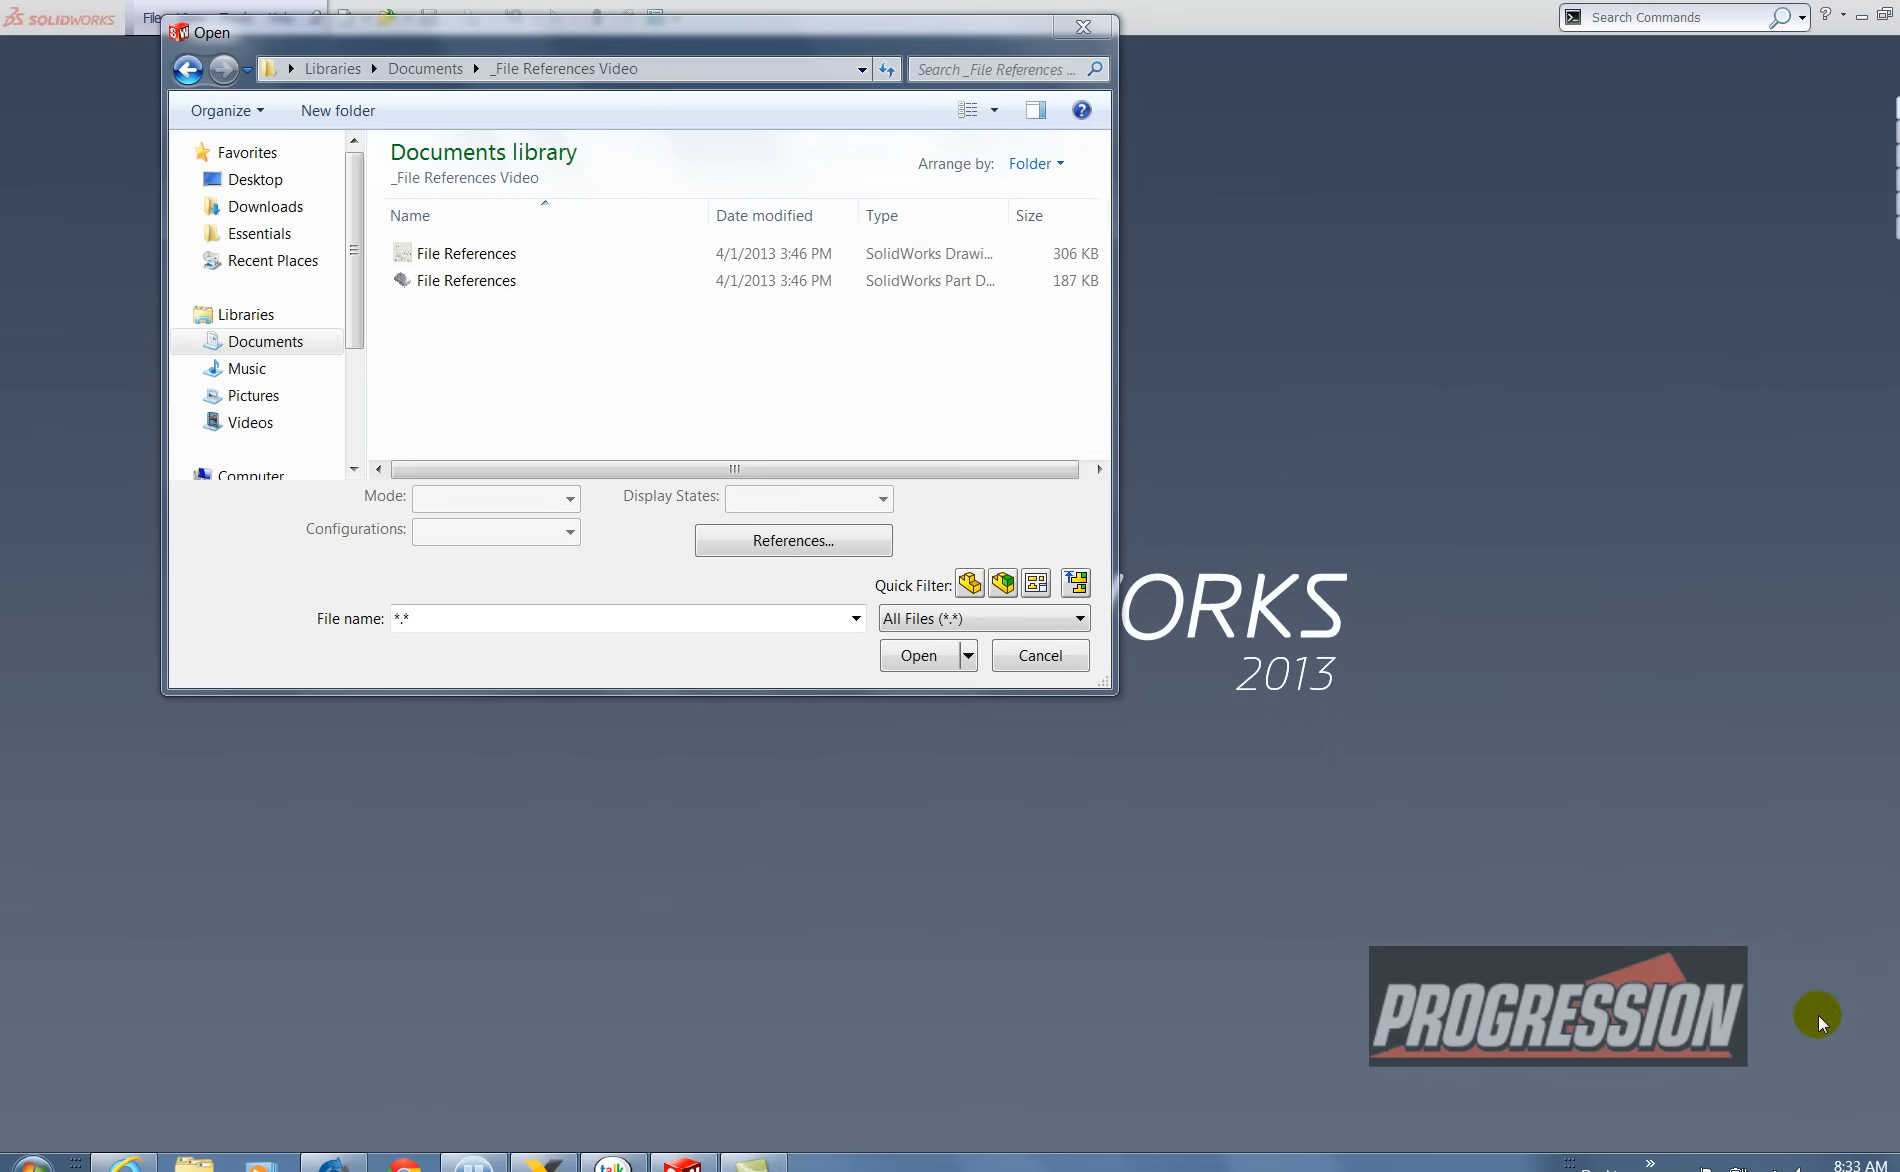 SOLIDWORKS
Search Commands
Open
Libraries Documents _File References Video
Search _File References ...
Organize New folder
Favorites
Desktop
Downloads
Essentials
Recent Places
Libraries
Documents
Music
Pictures
Videos
Computer
Documents library
_File References Video
Arrange by: Folder
Name Date modified Type Size
File References 4/1/2013 3:46 PM SolidWorks Drawi... 306 KB
File References 4/1/2013 3:46 PM SolidWorks Part D... 187 KB
Mode: Display States:
Configurations:
References...
Quick Filter:
File name: *.* All Files (*.*)
Open Cancel
ORKS
2013
PROGRESSION
talk
8:33 AM